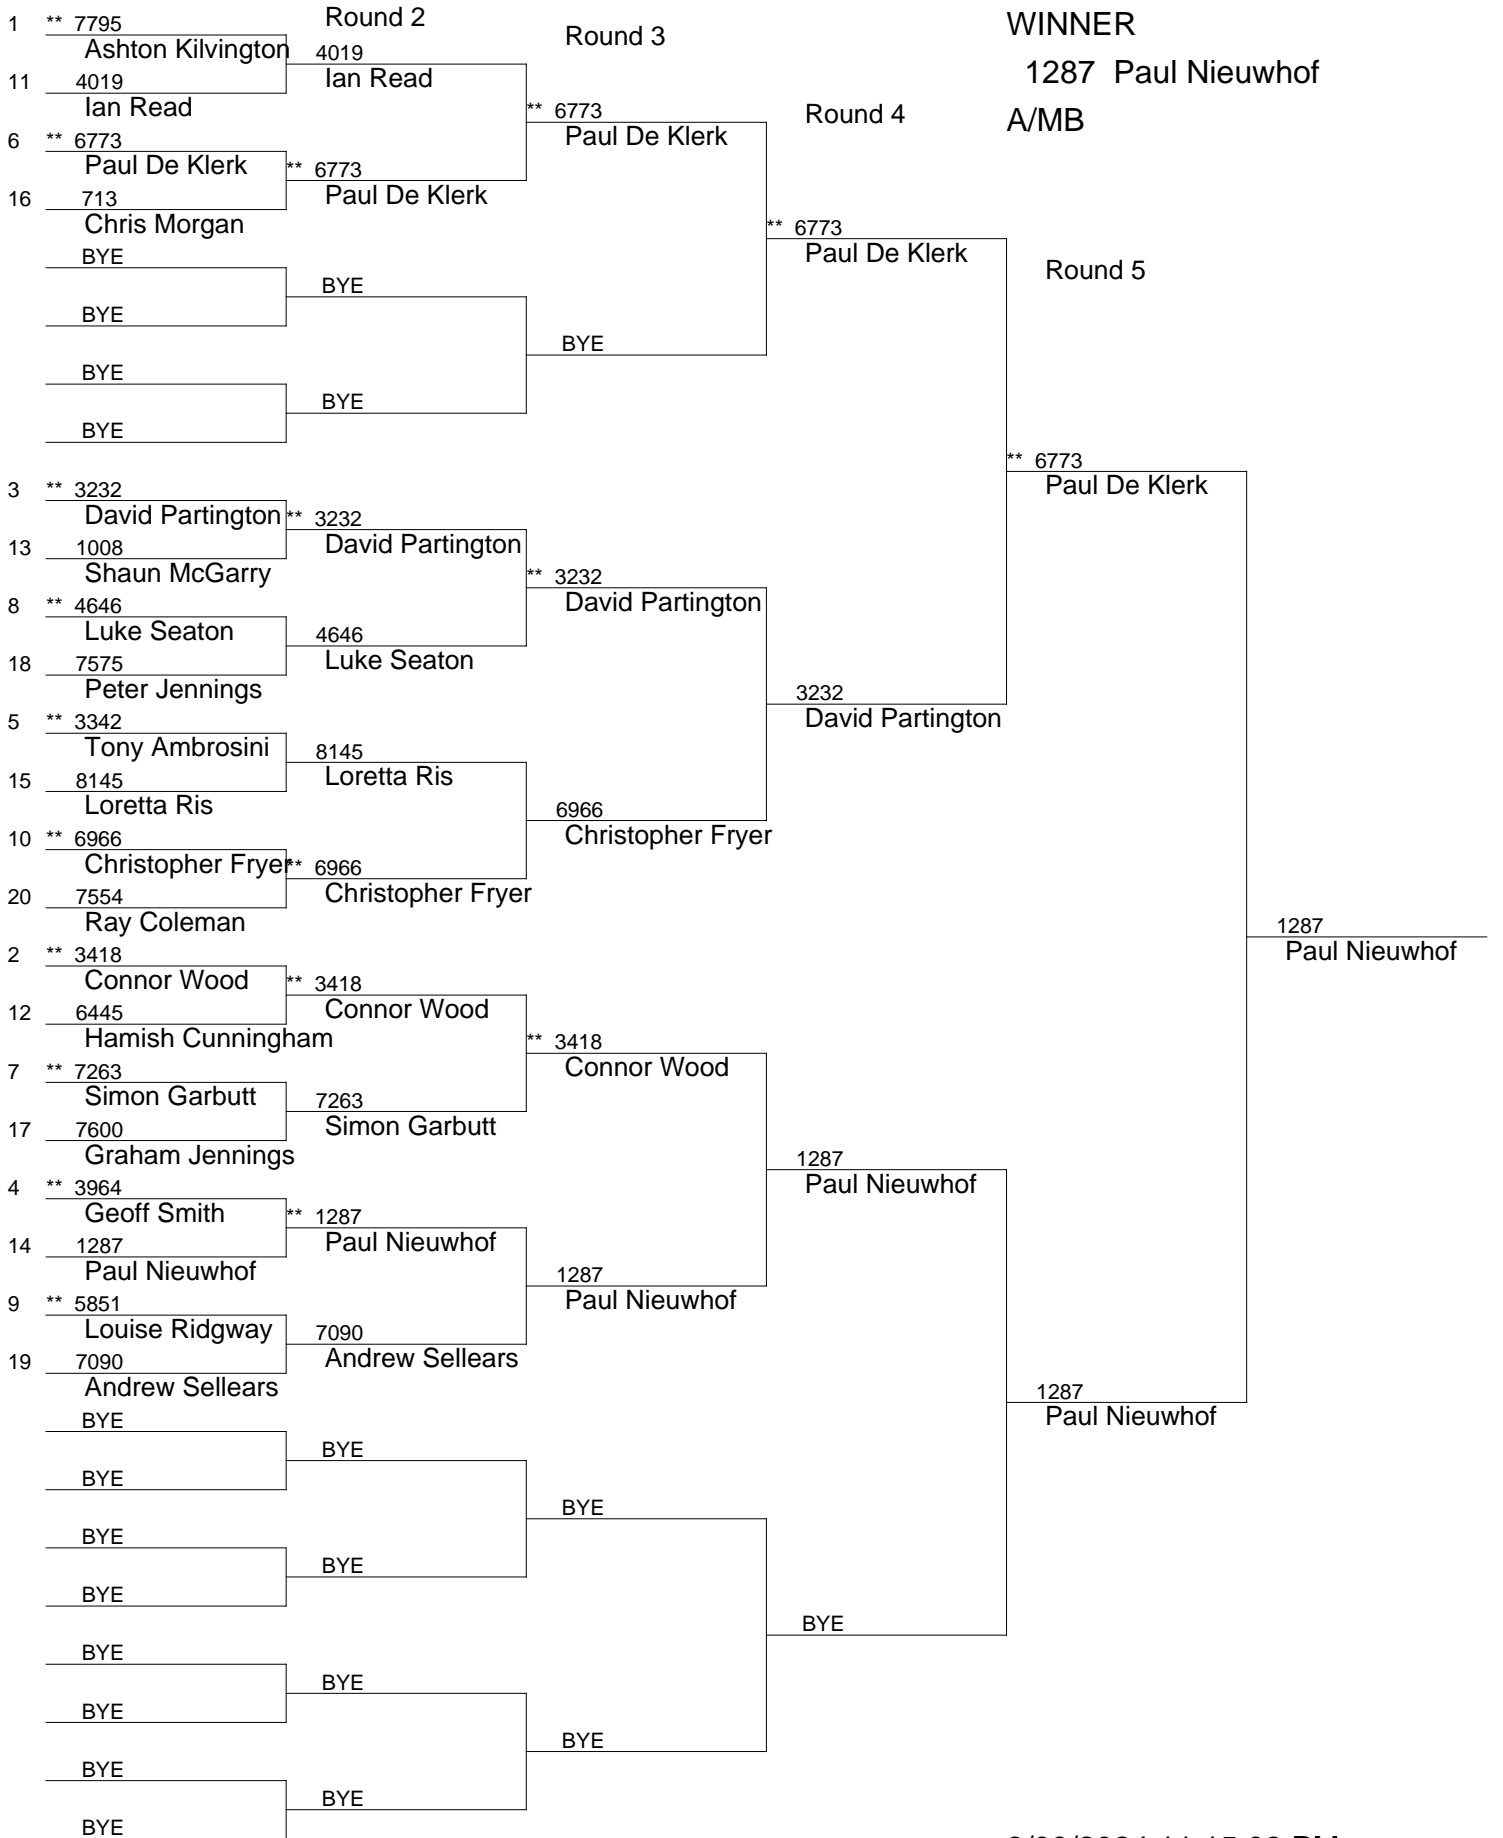 1 ** 7795
Ashton Kilvington
11 4019
Ian Read
6 ** 6773
Paul De Klerk
16 713
Chris Morgan
BYE
BYE
BYE
BYE
3 ** 3232
David Partington
13 1008
Shaun McGarry
8 ** 4646
Luke Seaton
18 7575
Peter Jennings
5 ** 3342
Tony Ambrosini
15 8145
Loretta Ris
10 ** 6966
Christopher Fryer
20 7554
Ray Coleman
2 ** 3418
Connor Wood
12 6445
Hamish Cunningham
7 ** 7263
Simon Garbutt
17 7600
Graham Jennings
4 ** 3964
Geoff Smith
14 1287
Paul Nieuwhof
9 ** 5851
Louise Ridgway
19 7090
Andrew Sellears
BYE
BYE
BYE
BYE
BYE
BYE
BYE
BYE
Round 2
4019
Ian Read
** 6773
Paul De Klerk
BYE
BYE
** 3232
David Partington
4646
Luke Seaton
8145
Loretta Ris
** 6966
Christopher Fryer
** 3418
Connor Wood
7263
Simon Garbutt
** 1287
Paul Nieuwhof
7090
Andrew Sellears
BYE
BYE
BYE
BYE
Round 3
** 6773
Paul De Klerk
BYE
** 3232
David Partington
6966
Christopher Fryer
** 3418
Connor Wood
1287
Paul Nieuwhof
BYE
BYE
Round 4
** 6773
Paul De Klerk
3232
David Partington
1287
Paul Nieuwhof
BYE
WINNER
1287 Paul Nieuwhof
A/MB
Round 5
** 6773
Paul De Klerk
1287
Paul Nieuwhof
1287
Paul Nieuwhof